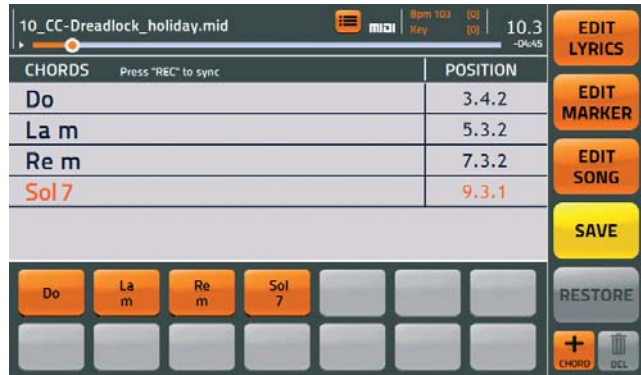 10_CC-Dreadlock_holiday.mid
mıDı
Bpm 103 [0]
Key [0]
10.3
-04:45
CHORDS Press "REC" to sync POSITION
Do 3.4.2
La m 5.3.2
Re m 7.3.2
Sol 7 9.3.1
Do
La
m
Re
m
Sol
7
EDIT
LYRICS
EDIT
MARKER
EDIT
SONG
SAVE
RESTORE
+
CHORD
DEL